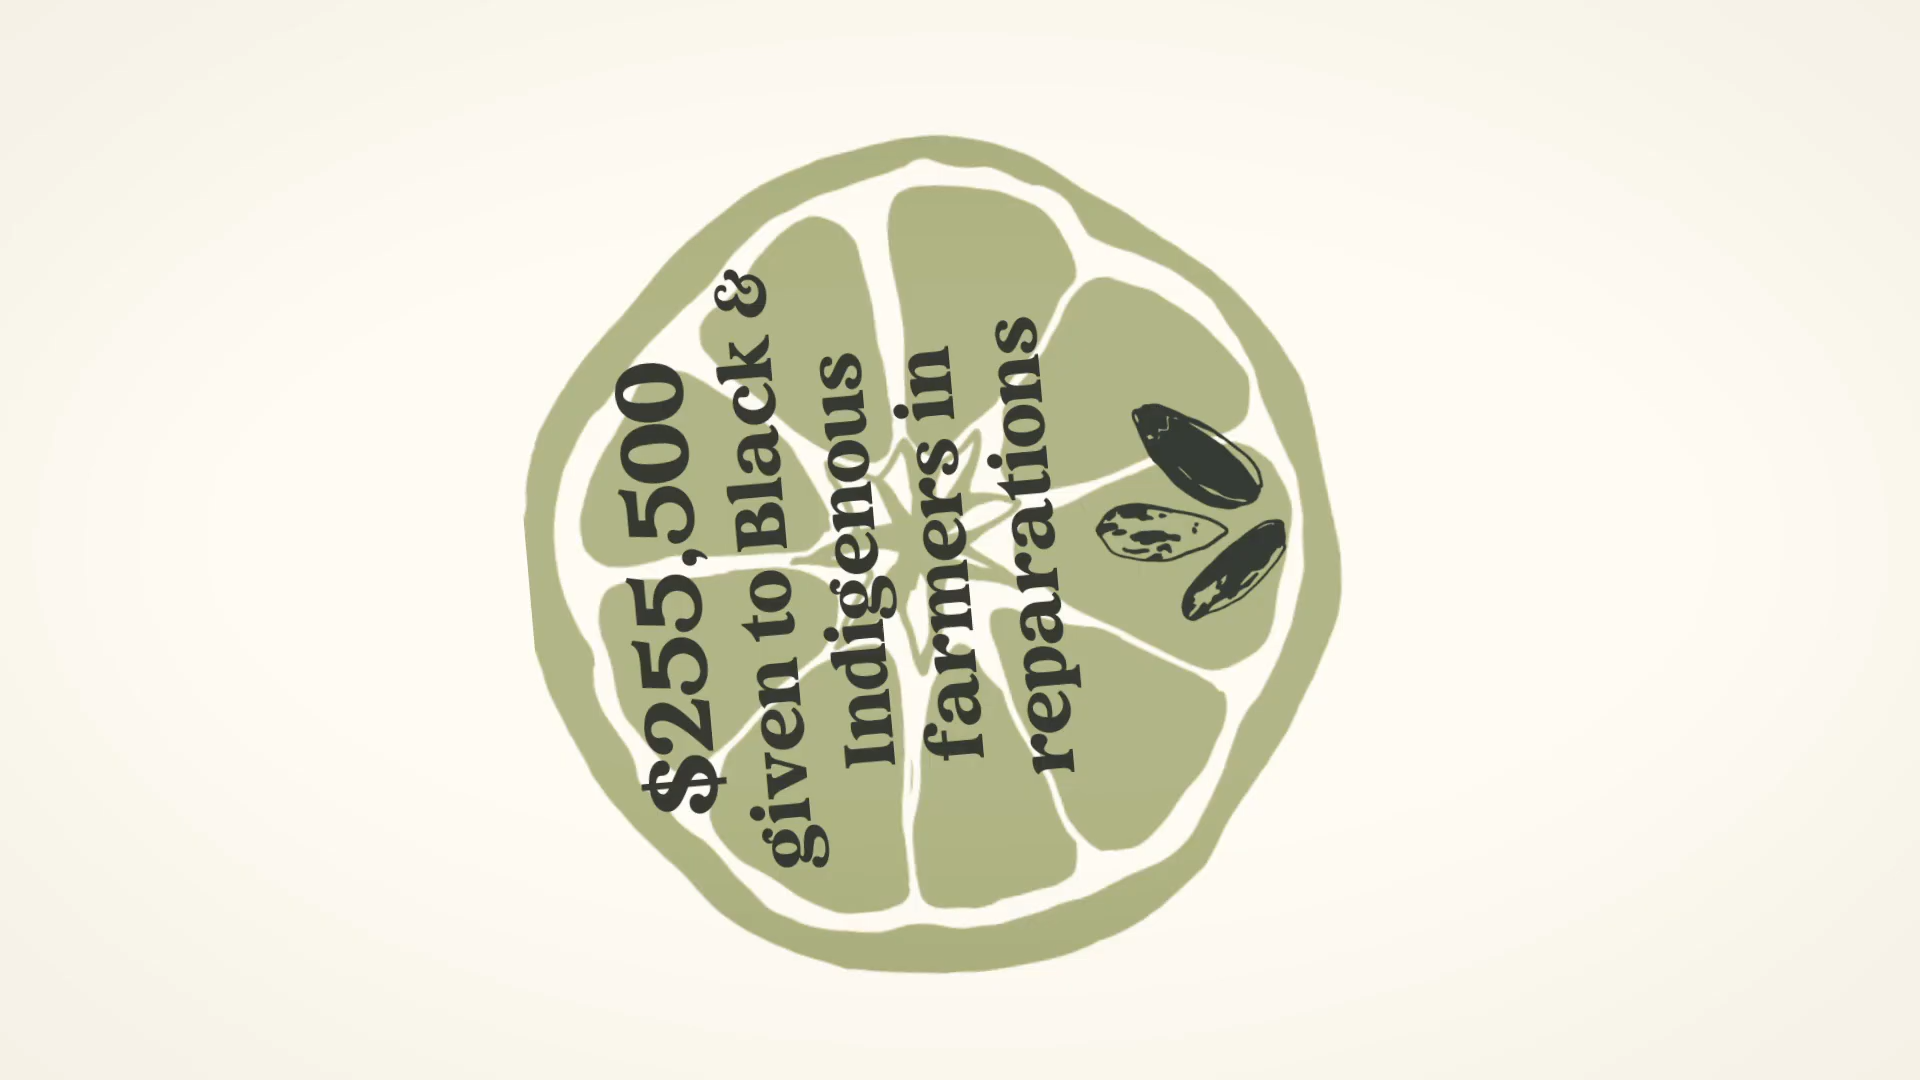 $255,500
given to Black &
Indigenous
farmers in
reparations